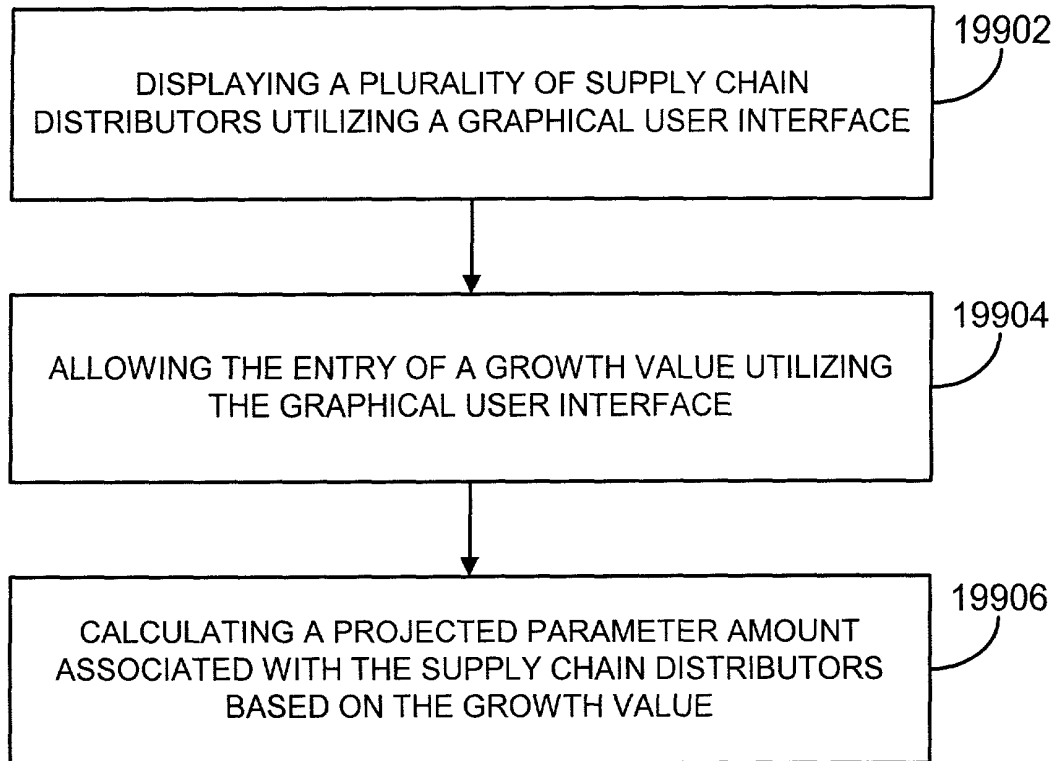 19902
DISPLAYING A PLURALITY OF SUPPLY CHAIN
DISTRIBUTORS UTILIZING A GRAPHICAL USER INTERFACE
19904
ALLOWING THE ENTRY OF A GROWTH VALUE UTILIZING
THE GRAPHICAL USER INTERFACE
19906
CALCULATING A PROJECTED PARAMETER AMOUNT
ASSOCIATED WITH THE SUPPLY CHAIN DISTRIBUTORS
BASED ON THE GROWTH VALUE